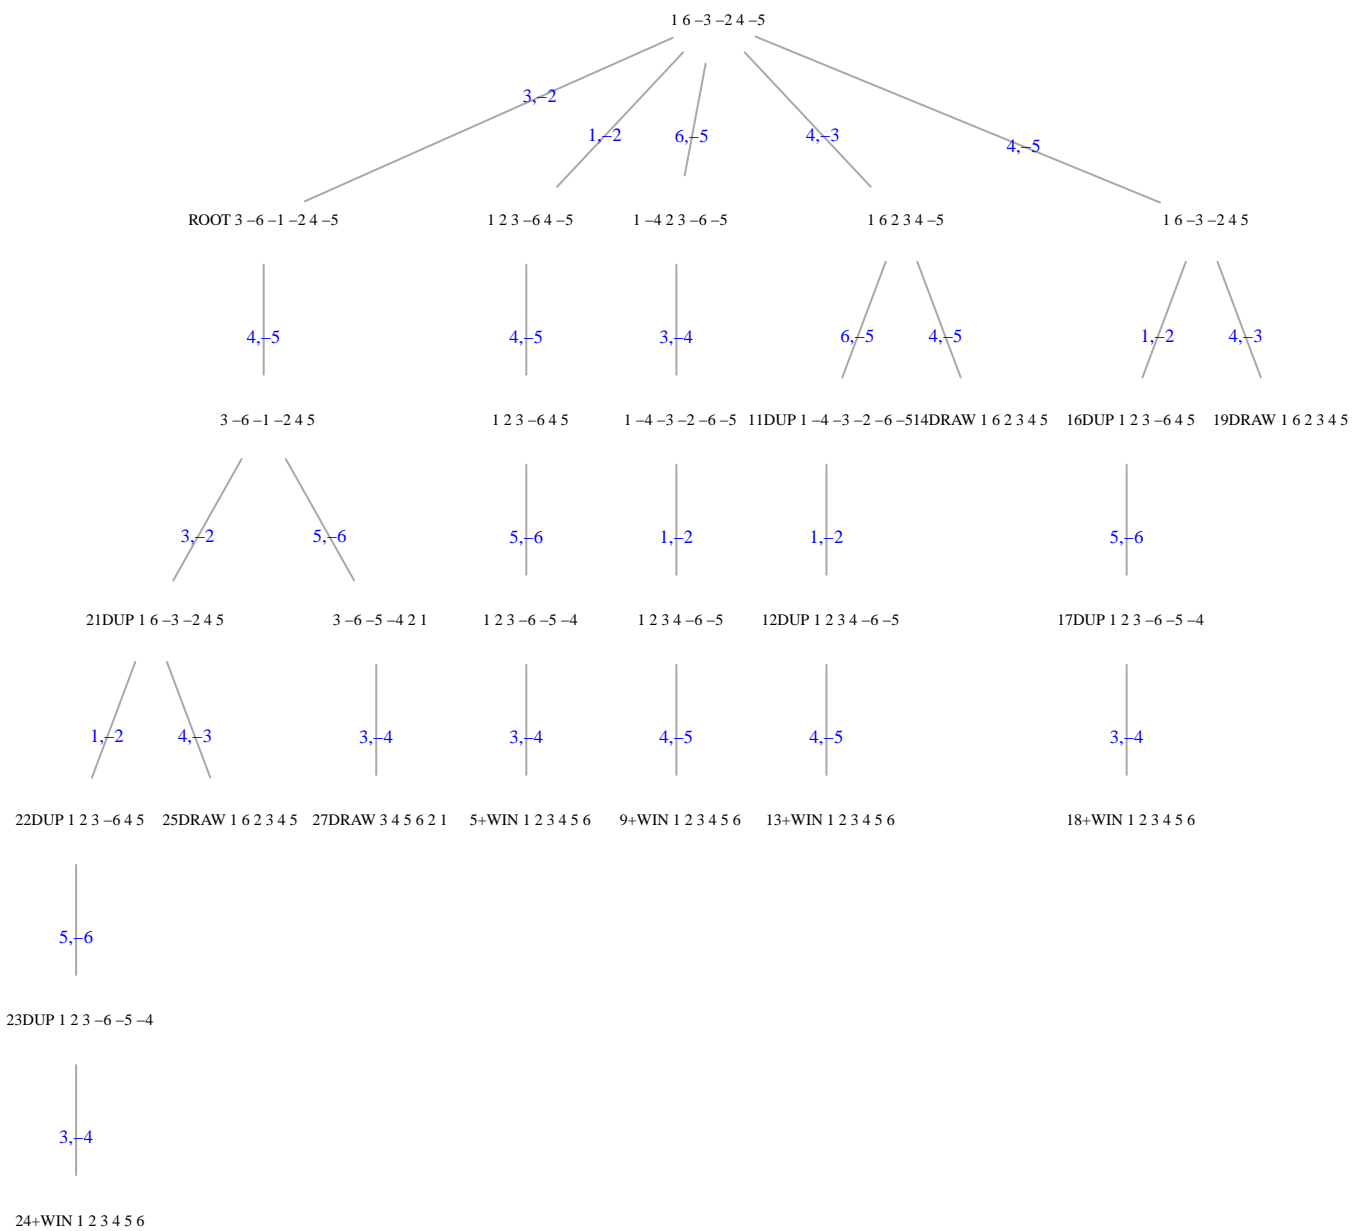 1 6 –3 –2 4 –5
3,–2
1,–2
6,–5
4,–3
4,–5
ROOT 3 –6 –1 –2 4 –5
1 2 3 –6 4 –5
1 –4 2 3 –6 –5
1 6 2 3 4 –5
1 6 –3 –2 4 5
4,–5
4,–5
3,–4
6,–5
4,–5
1,–2
4,–3
3 –6 –1 –2 4 5
1 2 3 –6 4 5
1 –4 –3 –2 –6 –5
11DUP 1 –4 –3 –2 –6 –5
14DRAW 1 6 2 3 4 5
16DUP 1 2 3 –6 4 5
19DRAW 1 6 2 3 4 5
3,–2
5,–6
5,–6
1,–2
1,–2
5,–6
21DUP 1 6 –3 –2 4 5
3 –6 –5 –4 2 1
1 2 3 –6 –5 –4
1 2 3 4 –6 –5
12DUP 1 2 3 4 –6 –5
17DUP 1 2 3 –6 –5 –4
1,–2
4,–3
3,–4
3,–4
4,–5
4,–5
3,–4
22DUP 1 2 3 –6 4 5
25DRAW 1 6 2 3 4 5
27DRAW 3 4 5 6 2 1
5+WIN 1 2 3 4 5 6
9+WIN 1 2 3 4 5 6
13+WIN 1 2 3 4 5 6
18+WIN 1 2 3 4 5 6
5,–6
23DUP 1 2 3 –6 –5 –4
3,–4
24+WIN 1 2 3 4 5 6